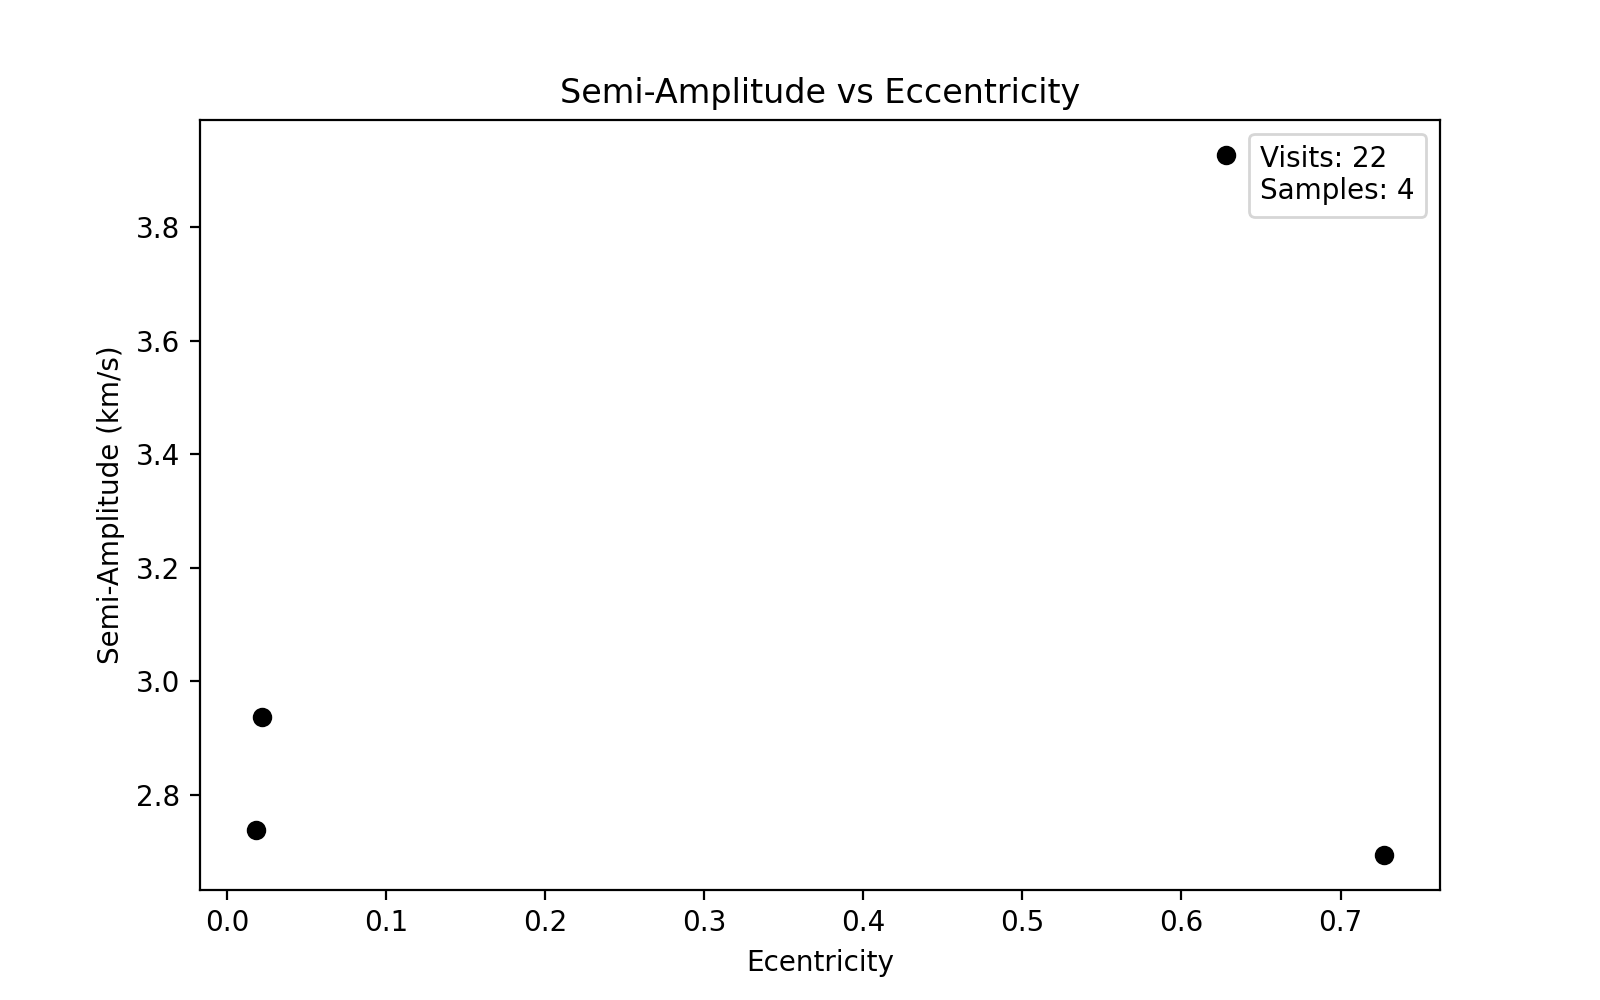 Semi-Amplitude vs Eccentricity
Visits: 22
Samples: 4
Semi-Amplitude (km/s)
3.8
3.6
3.4
3.2
3.0
2.8
0.0 0.1 0.2 0.3 0.4 0.5 0.6 0.7
Ecentricity